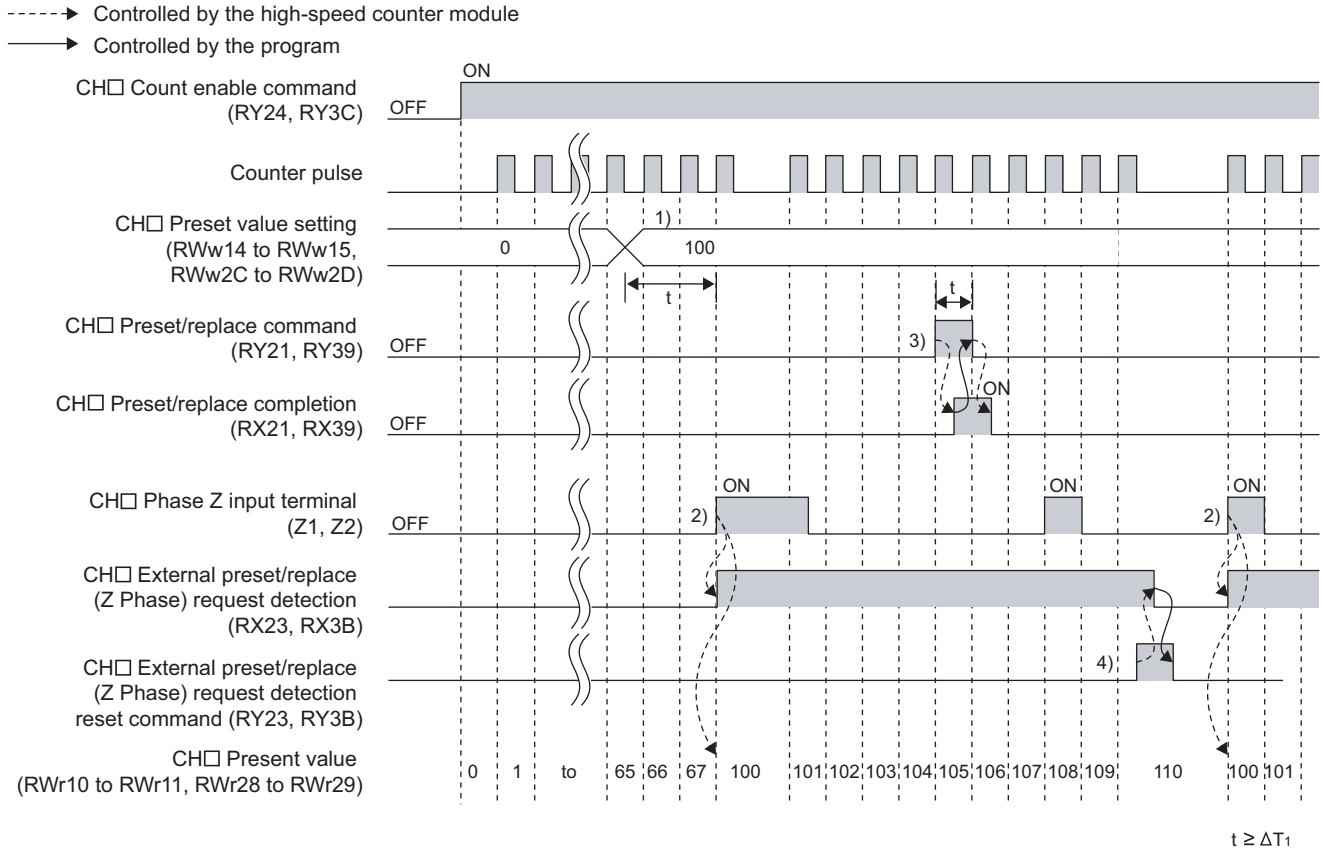 Controlled by the high-speed counter module
Controlled by the program
ON
CH□ Count enable command
(RY24, RY3C)
OFF
Counter pulse
CH□ Preset value setting
(RWw14 to RWw15,
RWw2C to RWw2D)
0
1)
100
t
t
CH□ Preset/replace command
(RY21, RY39)
OFF
3)
CH□ Preset/replace completion
(RX21, RX39)
OFF
ON
CH□ Phase Z input terminal
(Z1, Z2)
OFF
2)
ON
ON
2)
ON
CH□ External preset/replace
(Z Phase) request detection
(RX23, RX3B)
CH□ External preset/replace
(Z Phase) request detection
reset command (RY23, RY3B)
4)
CH□ Present value
(RWr10 to RWr11, RWr28 to RWr29)
0 1 to 65 66 67 100 101 102 103 104 105 106 107 108 109 110 100 101
t ≥ ΔT1